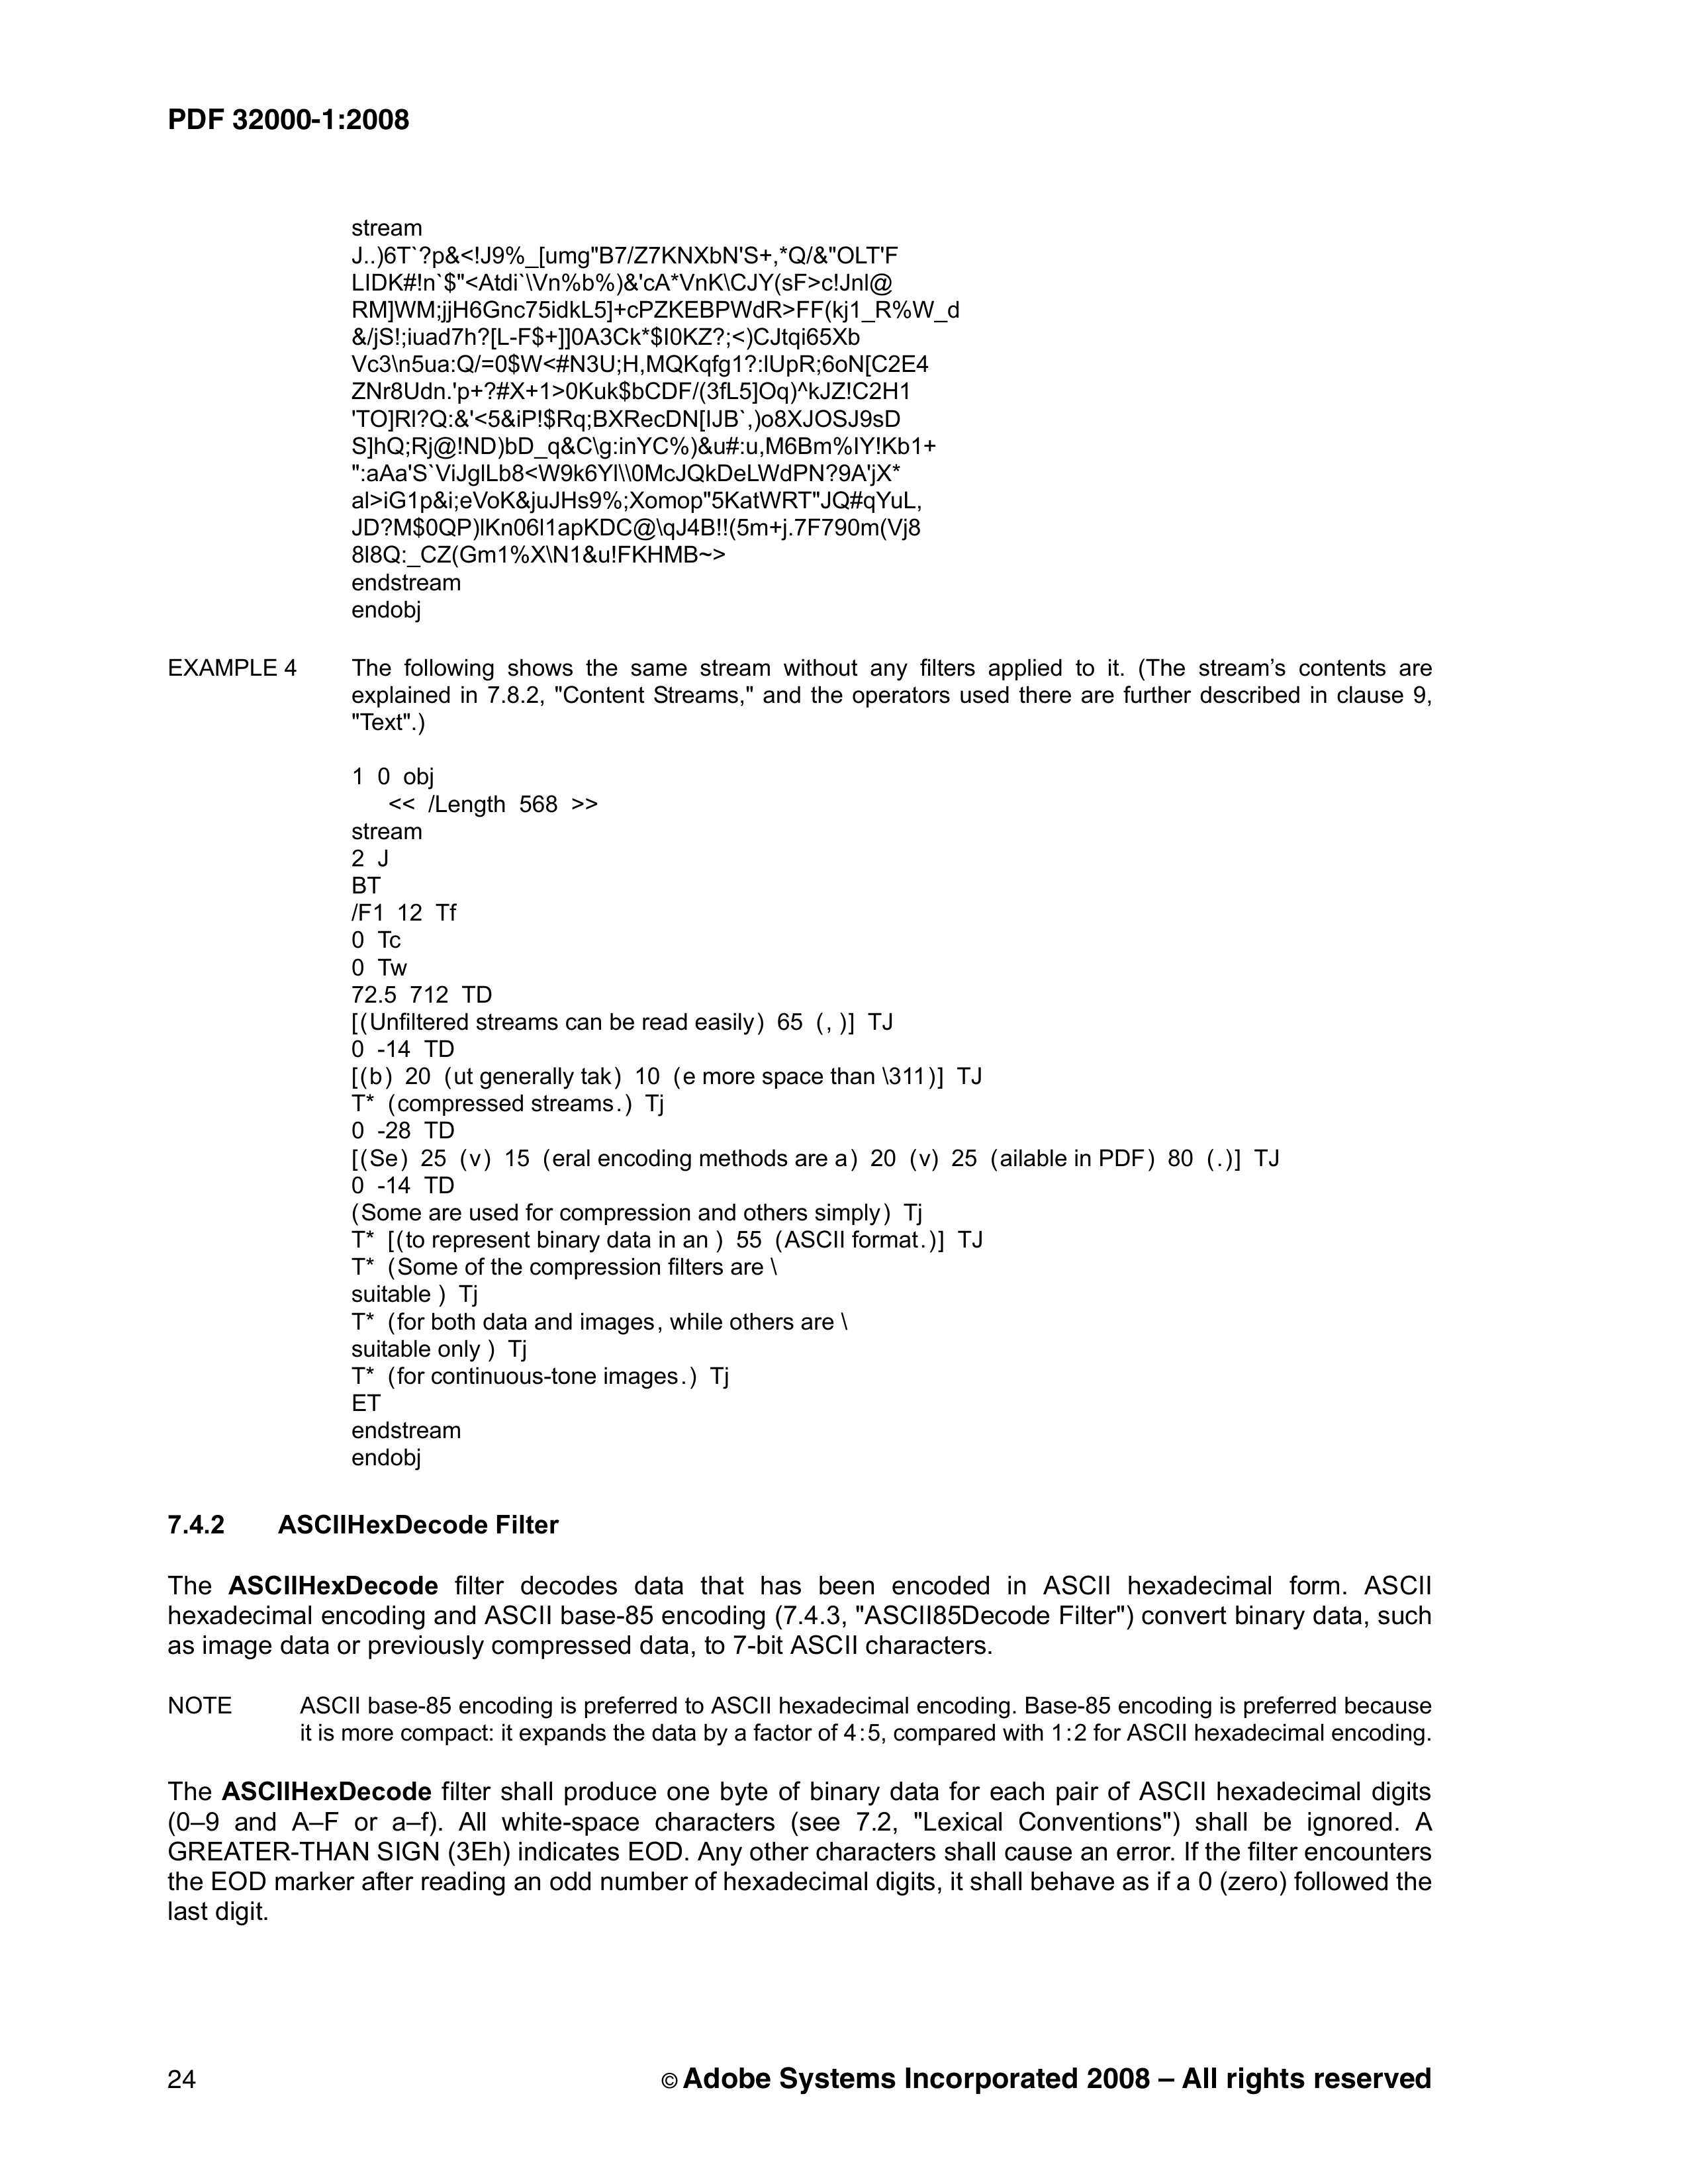 PDF 32000-1:2008
stream
J..)6T`?p&<!J9%_[umg"B7/Z7KNXbN'S+,*Q/&"OLT'F
LIDK#!n`$"<Atdi`\Vn%b%)&'cA*VnK\CJY(sF>c!Jnl@
RM]WM;jjH6Gnc75idkL5]+cPZKEBPWdR>FF(kj1_R%W_d
&/jS!;iuad7h?[L-F$+]]0A3Ck*$I0KZ?;<)CJtqi65Xb
Vc3\n5ua:Q/=0$W<#N3U;H,MQKqfg1?:lUpR;6oN[C2E4
ZNr8Udn.'p+?#X+1>0Kuk$bCDF/(3fL5]Oq)^kJZ!C2H1
'TO]Rl?Q:&'<5&iP!$Rq;BXRecDN[IJB`,)o8XJOSJ9sD
S]hQ;Rj@!ND)bD_q&C\g:inYC%)&u#:u,M6Bm%IY!Kb1+
":aAa'S`ViJglLb8<W9k6Yl\\0McJQkDeLWdPN?9A'jX*
al>iG1p&i;eVoK&juJHs9%;Xomop"5KatWRT"JQ#qYuL,
JD?M$0QP)lKn06l1apKDC@\qJ4B!!(5m+j.7F790m(Vj8
8l8Q:_CZ(Gm1%X\N1&u!FKHMB~>
endstream
endobj
EXAMPLE 4 The following shows the same stream without any filters applied to it. (The stream’s contents are
explained in 7.8.2, "Content Streams," and the operators used there are further described in clause 9,
"Text".)
1 0 obj
<< /Length 568 >>
stream
2 J
BT
/F1 12 Tf
0 Tc
0 Tw
72.5 712 TD
[(Unfiltered streams can be read easily) 65 (, )] TJ
0 -14 TD
[(b) 20 (ut generally tak) 10 (e more space than \311)] TJ
T* (compressed streams.) Tj
0 -28 TD
[(Se) 25 (v) 15 (eral encoding methods are a) 20 (v) 25 (ailable in PDF) 80 (.)] TJ
0 -14 TD
(Some are used for compression and others simply) Tj
T* [(to represent binary data in an ) 55 (ASCII format.)] TJ
T* (Some of the compression filters are \
suitable ) Tj
T* (for both data and images, while others are \
suitable only ) Tj
T* (for continuous-tone images.) Tj
ET
endstream
endobj
7.4.2 ASCIIHexDecode Filter
The ASCIIHexDecode filter decodes data that has been encoded in ASCII hexadecimal form. ASCII
hexadecimal encoding and ASCII base-85 encoding (7.4.3, "ASCII85Decode Filter") convert binary data, such
as image data or previously compressed data, to 7-bit ASCII characters.
NOTE ASCII base-85 encoding is preferred to ASCII hexadecimal encoding. Base-85 encoding is preferred because
it is more compact: it expands the data by a factor of 4:5, compared with 1:2 for ASCII hexadecimal encoding.
The ASCIIHexDecode filter shall produce one byte of binary data for each pair of ASCII hexadecimal digits
(0–9 and A–F or a–f). All white-space characters (see 7.2, "Lexical Conventions") shall be ignored. A
GREATER-THAN SIGN (3Eh) indicates EOD. Any other characters shall cause an error. If the filter encounters
the EOD marker after reading an odd number of hexadecimal digits, it shall behave as if a 0 (zero) followed the
last digit.
24 © Adobe Systems Incorporated 2008 – All rights reserved